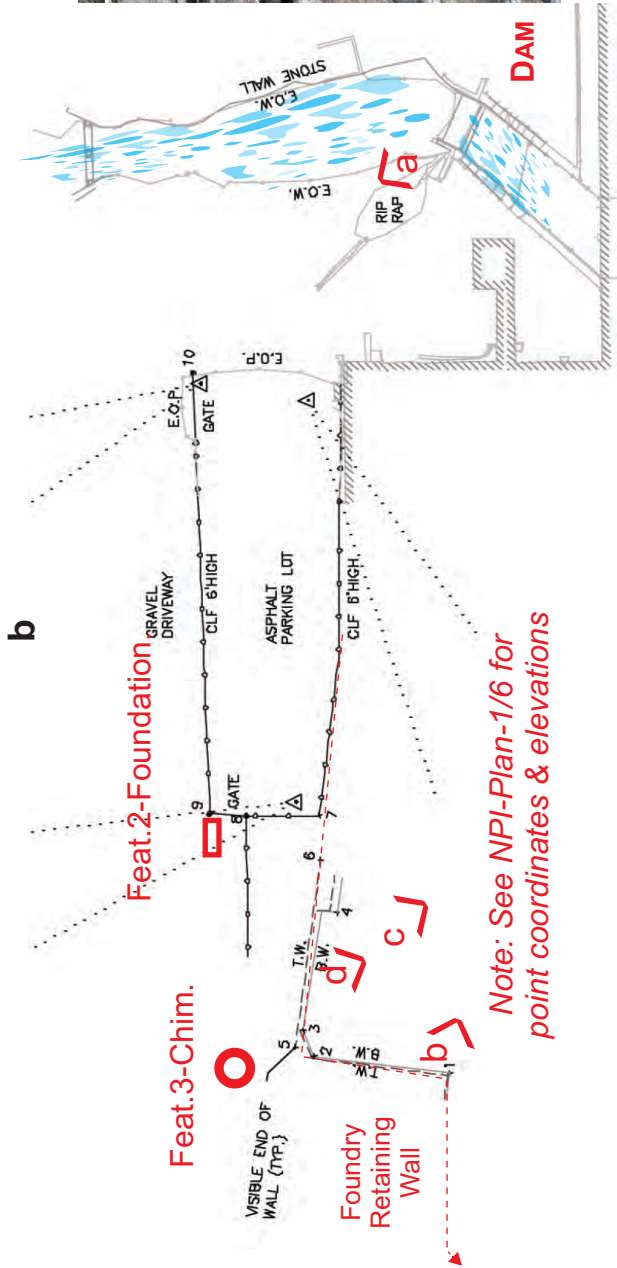 b
STONE WALL
E.O.W.
E.O.W.
DAM
a
RIP
RAP
10
E.O.P.
E.O.P.
GATE
GRAVEL
DRIVEWAY
CLF 6'HIGH
ASPHALT
PARKING LOT
CLF 6'HIGH
Feat.2-Foundation
9
GATE
8
7
6
T.W.
B.W.
4
d
c
Feat.3-Chim.
5
3
2
VISIBLE END OF
WALL (TYP.)
T.W.
B.W.
1
b
Foundry
Retaining
Wall
Note: See NPI-Plan-1/6 for
point coordinates & elevations